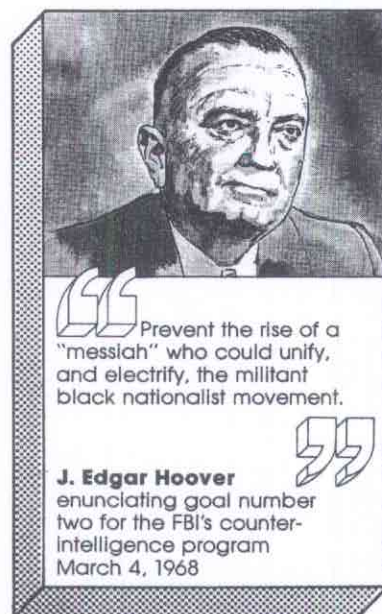 “Prevent the rise of a
"messiah" who could unify,
and electrify, the militant
black nationalist movement.
”
J. Edgar Hoover
enunciating goal number
two for the FBI's counter-
intelligence program
March 4, 1968